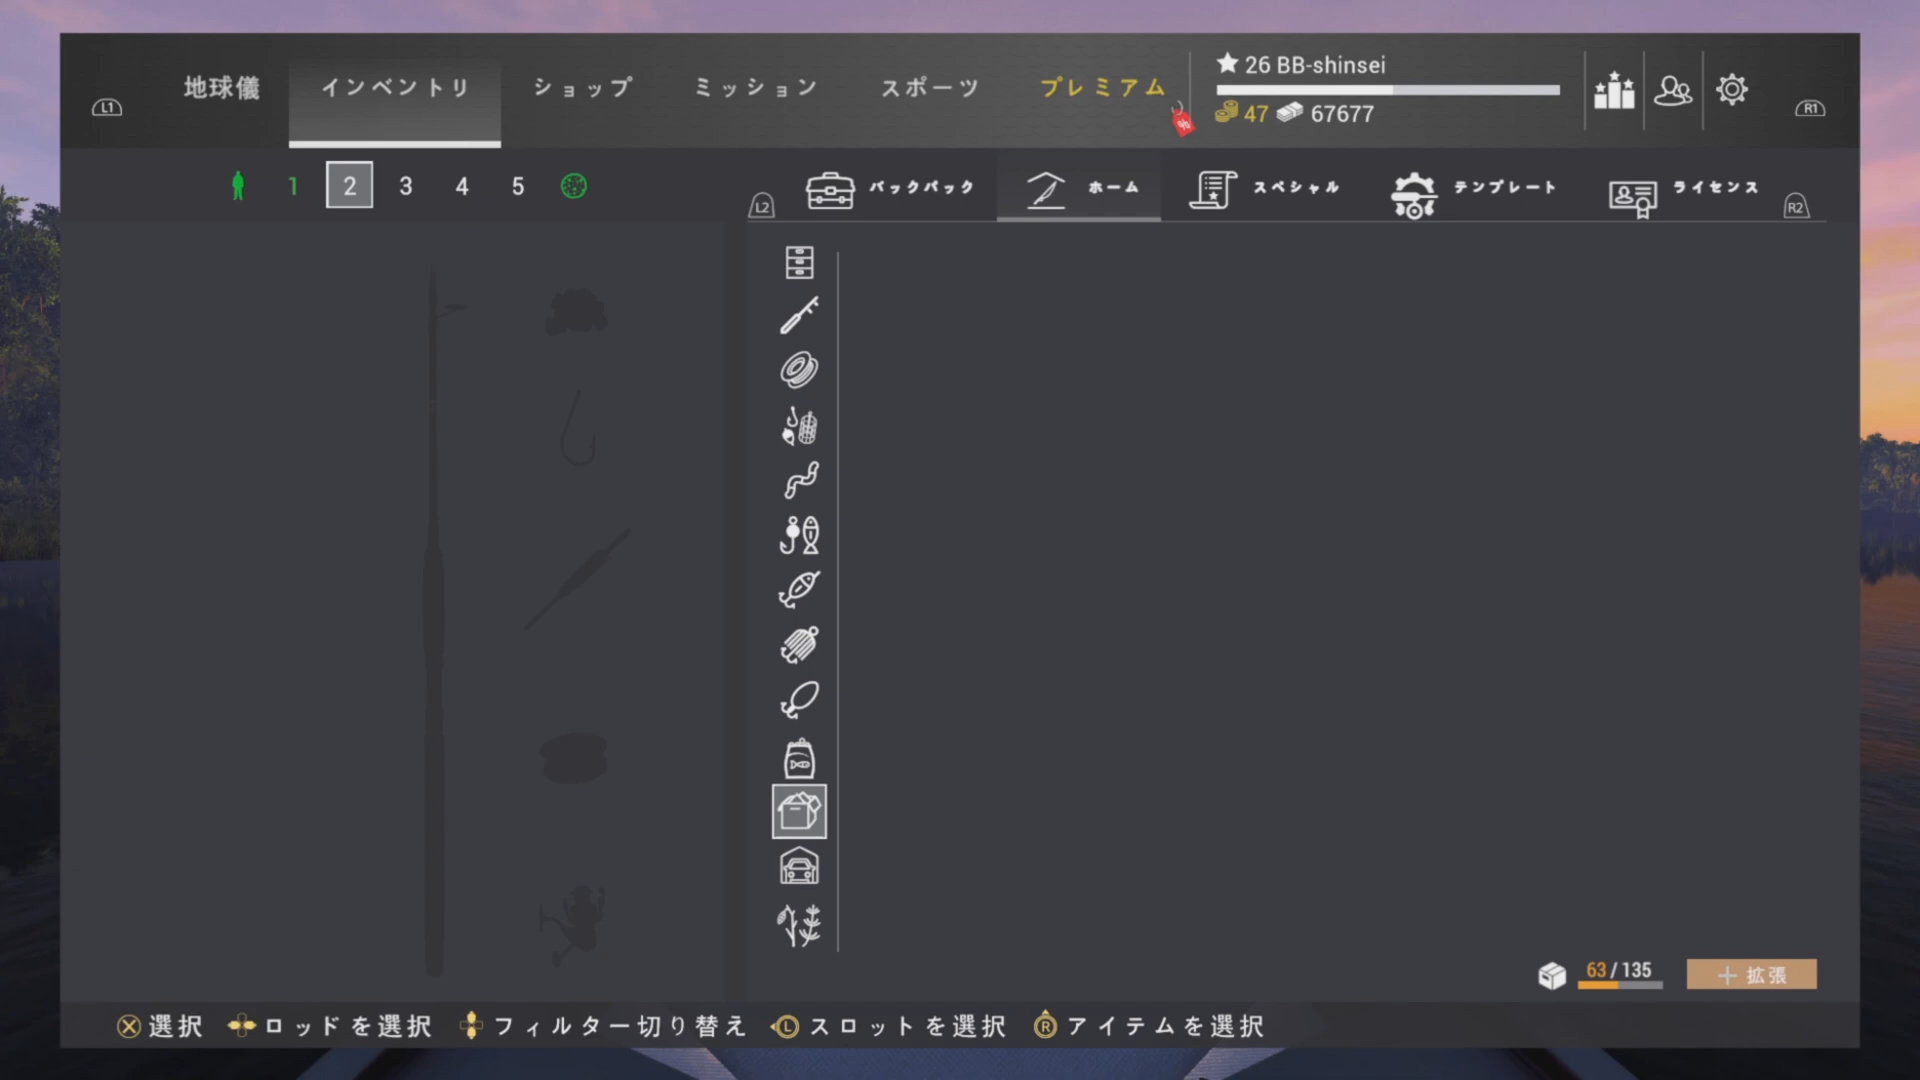 L1
地球儀 インベントリ ショップ ミッション スポーツ プレミアム
%
26 BB-shinsei
47 67677
R1
1 2 3 4 5
L2 バックパック ホーム スペシャル テンプレート ライセンス R2
63 / 135
+ 拡張
選択 ロッドを選択 フィルター切り替え L スロットを選択 R アイテムを選択